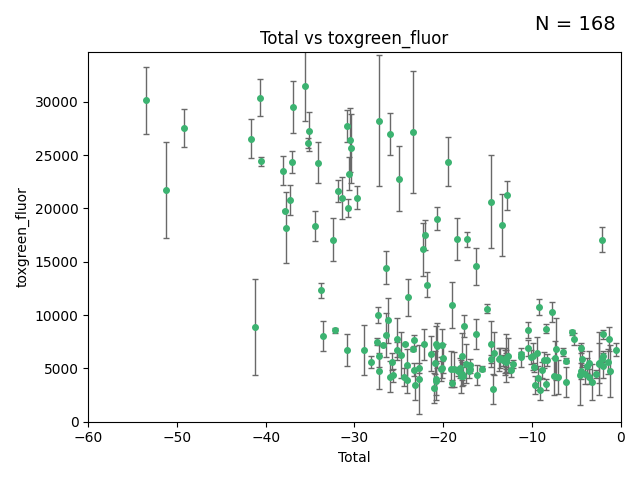 N = 168
Total vs toxgreen_fluor
30000
25000
20000
15000
10000
5000
0
toxgreen_fluor
−60 −50 −40 −30 −20 −10 0
Total